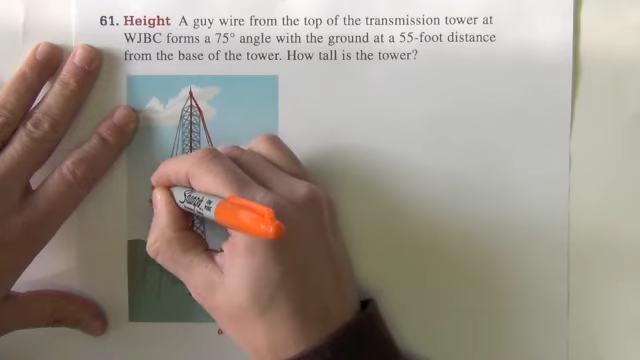 61. Height A guy wire from the top of the transmission tower at
WJBC forms a 75° angle with the ground at a 55-foot distance
from the base of the tower. How tall is the tower?
Sharpie